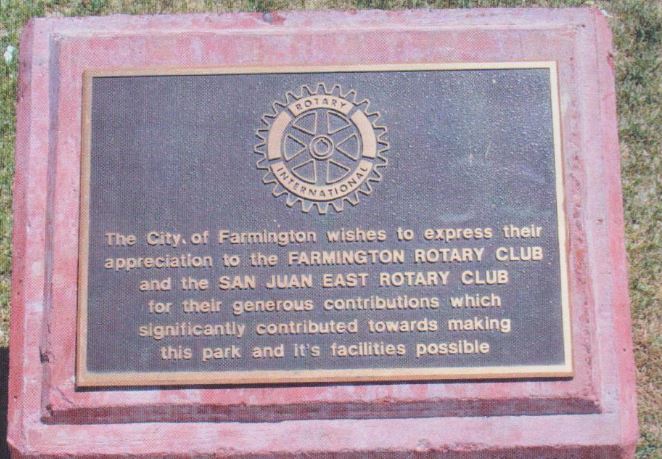 ROTARY
INTERNATIONAL
The City of Farmington wishes to express their
appreciation to the FARMINGTON ROTARY CLUB
and the SAN JUAN EAST ROTARY CLUB
for their generous contributions which
significantly contributed towards making
this park and it's facilities possible